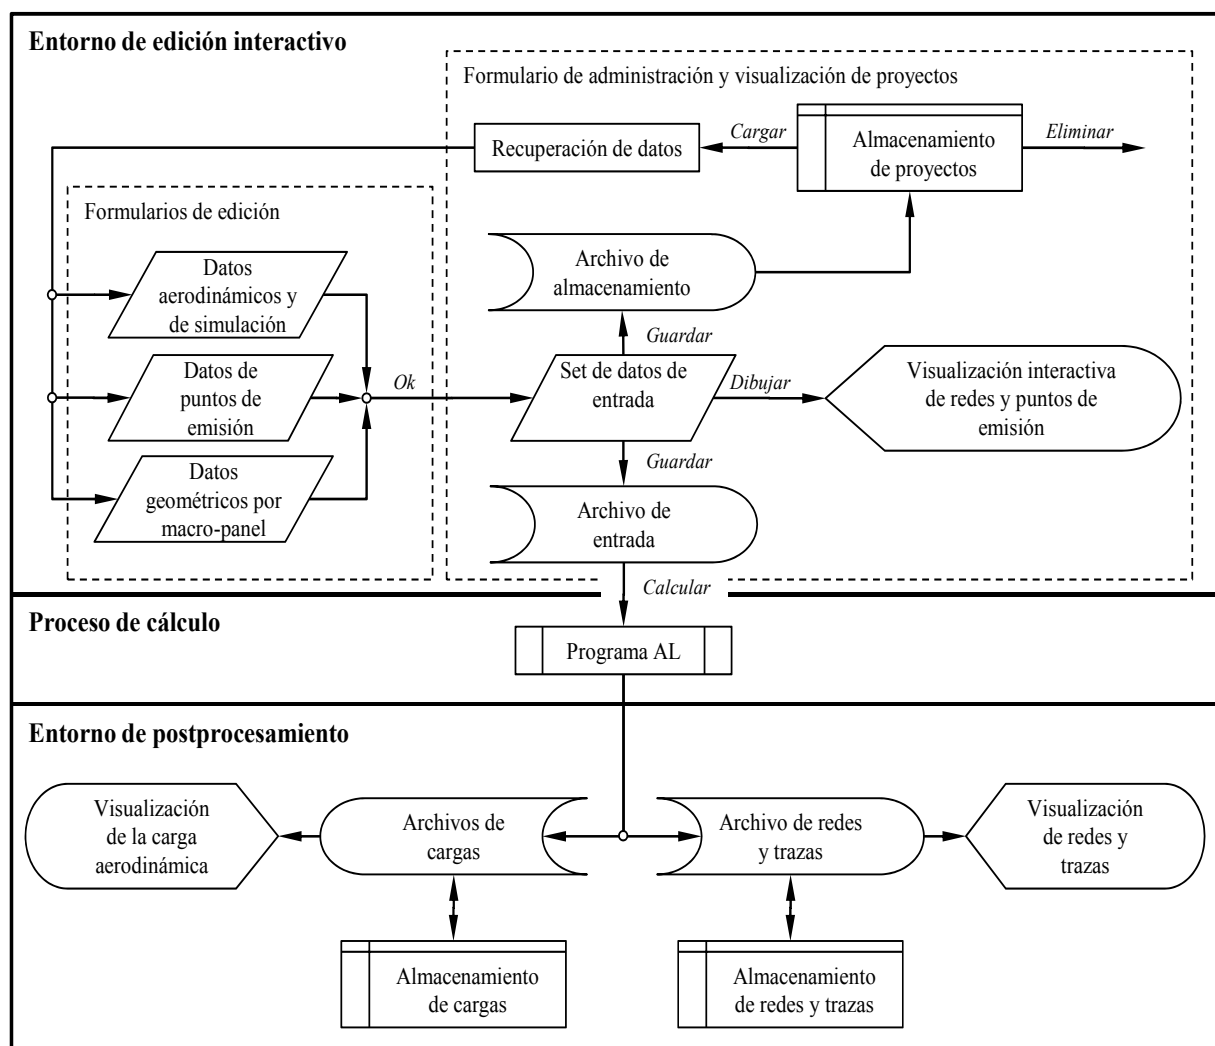 Entorno de edición interactivo
Formulario de administración y visualización de proyectos
Recuperación de datos
Cargar
Almacenamiento
de proyectos
Eliminar
Formularios de edición
Datos
aerodinámicos y
de simulación
Datos de
puntos de
emisión
Datos
geométricos por
macro-panel
Ok
Archivo de
almacenamiento
Guardar
Set de datos de
entrada
Dibujar
Visualización interactiva
de redes y puntos de
emisión
Guardar
Archivo de
entrada
Calcular
Proceso de cálculo
Programa AL
Entorno de postprocesamiento
Visualización
de la carga
aerodinámica
Archivos de
cargas
Archivo de redes
y trazas
Visualización
de redes y
trazas
Almacenamiento
de cargas
Almacenamiento
de redes y trazas